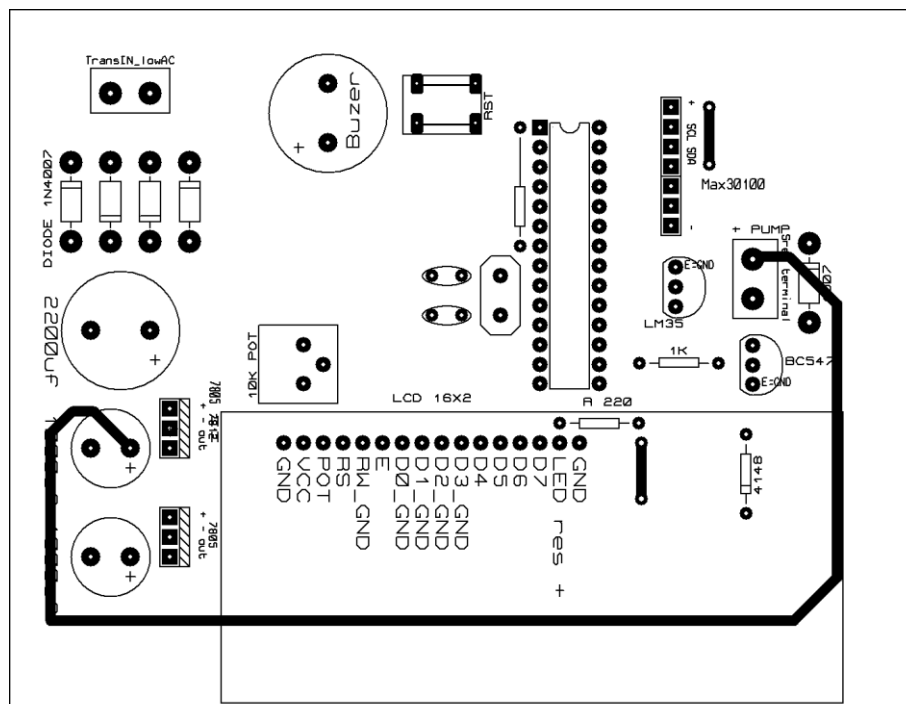 TransIN_lowAC
+
Buzer
RST
+
SCL
SDA
-
Max30100
DIODE 1N4007
+ PUMP
E=GND
LM35
2200uF
+
10K POT
1K
BC547
E=GND
LCD 16X2
R 220
7805
+ - out
+
GND
VCC
POT
RS
RW_GND
E
D0_GND
D1_GND
D2_GND
D3_GND
D4
D5
D6
D7
LED res +
GND
4148
+ - out
7805
+